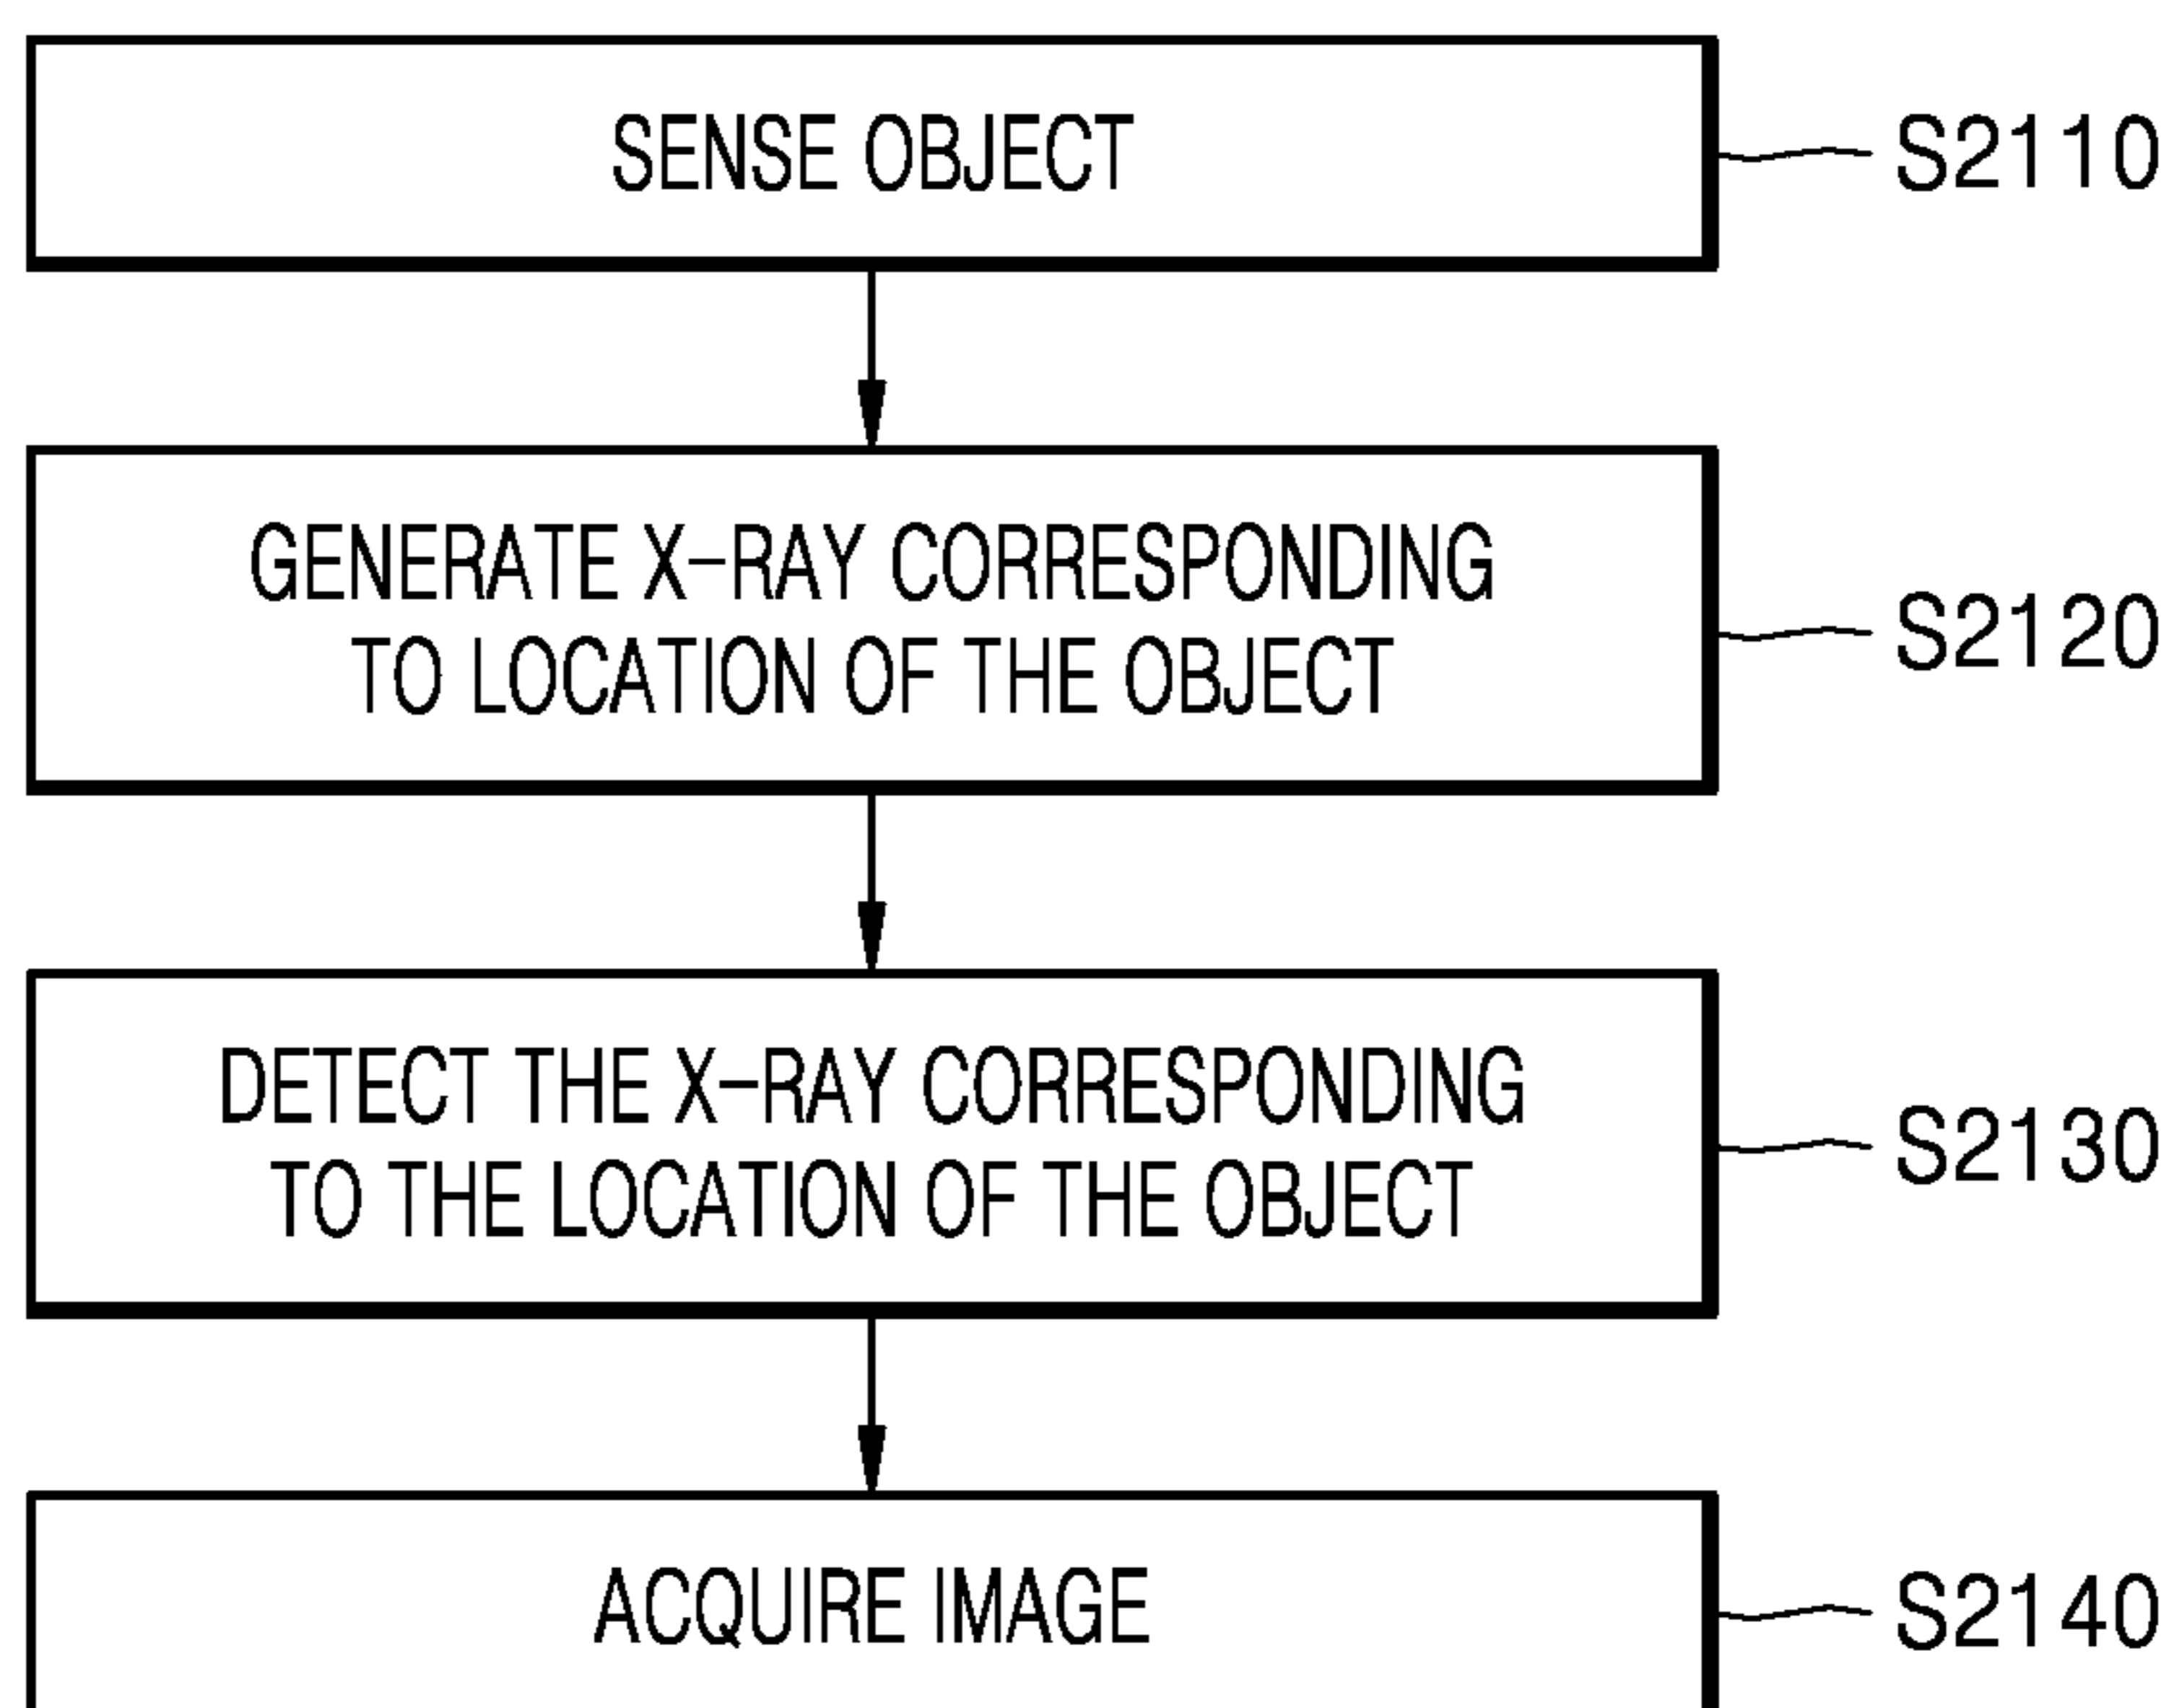 SENSE OBJECT
S2110
GENERATE X-RAY CORRESPONDING
TO LOCATION OF THE OBJECT
S2120
DETECT THE X-RAY CORRESPONDING
TO THE LOCATION OF THE OBJECT
S2130
ACQUIRE IMAGE
S2140